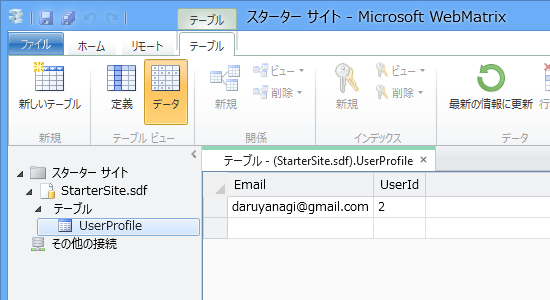 テーブル
スターター サイト - Microsoft WebMatrix
ファイル ホーム リモート テーブル
新しいテーブル 定義 データ 新規 ビュー 削除 新規 ビュー 削除 最新の情報に更新
新規 テーブル ビュー 関係 インデックス データ
テーブル - (StarterSite.sdf).UserProfile ×
スターター サイト
StarterSite.sdf
テーブル
UserProfile
その他の接続
Email UserId
daruyanagi@gmail.com 2